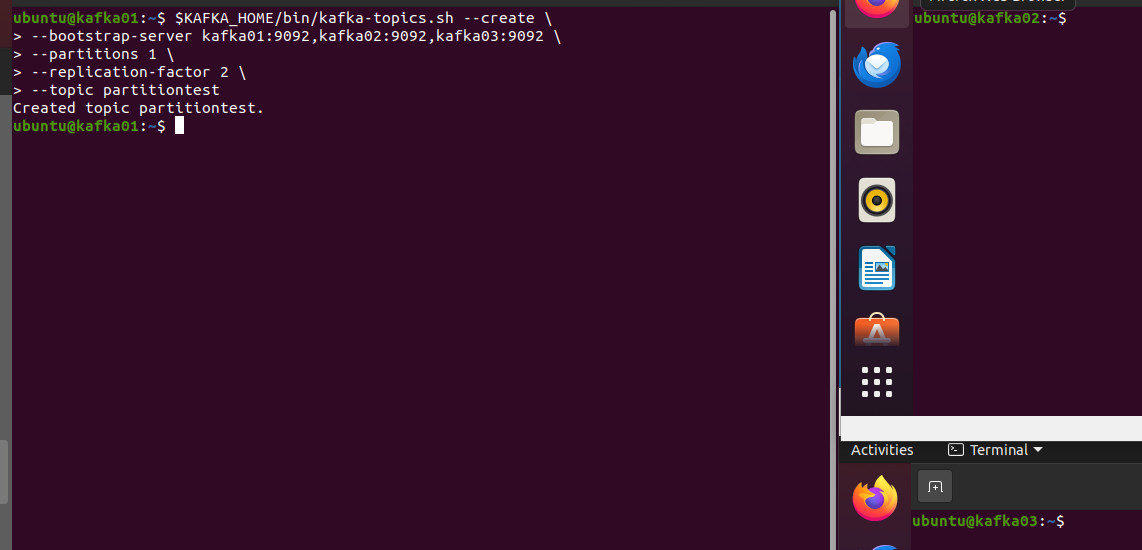 ubuntu@kafka01:~$ $KAFKA_HOME/bin/kafka-topics.sh --create \
> --bootstrap-server kafka01:9092,kafka02:9092,kafka03:9092 \
> --partitions 1 \
> --replication-factor 2 \
> --topic partitiontest
Created topic partitiontest.
ubuntu@kafka01:~$
ubuntu@kafka02:~$
Activities
Terminal
ubuntu@kafka03:~$